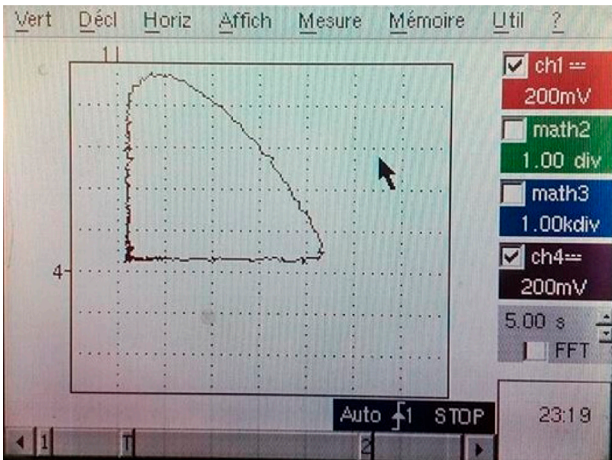 Vert Décl Horiz Affich Mesure Mémoire Util ?
1
ch1
200mV
math2
1.00 div
math3
1.00kdiv
4
ch4
200mV
5.00 s
FFT
Auto 1 STOP
23:19
1 T 2